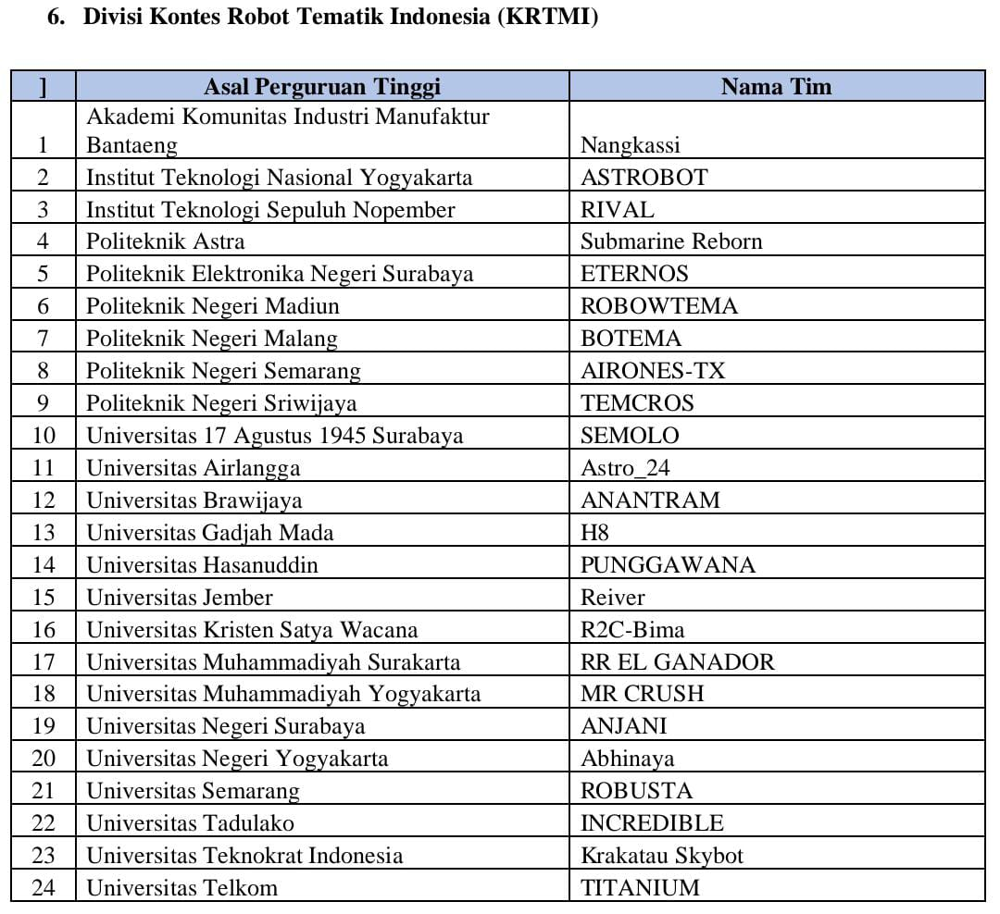 6. Divisi Kontes Robot Tematik Indonesia (KRTMI)
] Asal Perguruan Tinggi Nama Tim
Akademi Komunitas Industri Manufaktur
1 Bantaeng Nangkassi
2 Institut Teknologi Nasional Yogyakarta ASTROBOT
3 Institut Teknologi Sepuluh Nopember RIVAL
4 Politeknik Astra Submarine Reborn
5 Politeknik Elektronika Negeri Surabaya ETERNOS
6 Politeknik Negeri Madiun ROBOWTEMA
7 Politeknik Negeri Malang BOTEMA
8 Politeknik Negeri Semarang AIRONES-TX
9 Politeknik Negeri Sriwijaya TEMCROS
10 Universitas 17 Agustus 1945 Surabaya SEMOLO
11 Universitas Airlangga Astro_24
12 Universitas Brawijaya ANANTRAM
13 Universitas Gadjah Mada H8
14 Universitas Hasanuddin PUNGGAWANA
15 Universitas Jember Reiver
16 Universitas Kristen Satya Wacana R2C-Bima
17 Universitas Muhammadiyah Surakarta RR EL GANADOR
18 Universitas Muhammadiyah Yogyakarta MR CRUSH
19 Universitas Negeri Surabaya ANJANI
20 Universitas Negeri Yogyakarta Abhinaya
21 Universitas Semarang ROBUSTA
22 Universitas Tadulako INCREDIBLE
23 Universitas Teknokrat Indonesia Krakatau Skybot
24 Universitas Telkom TITANIUM